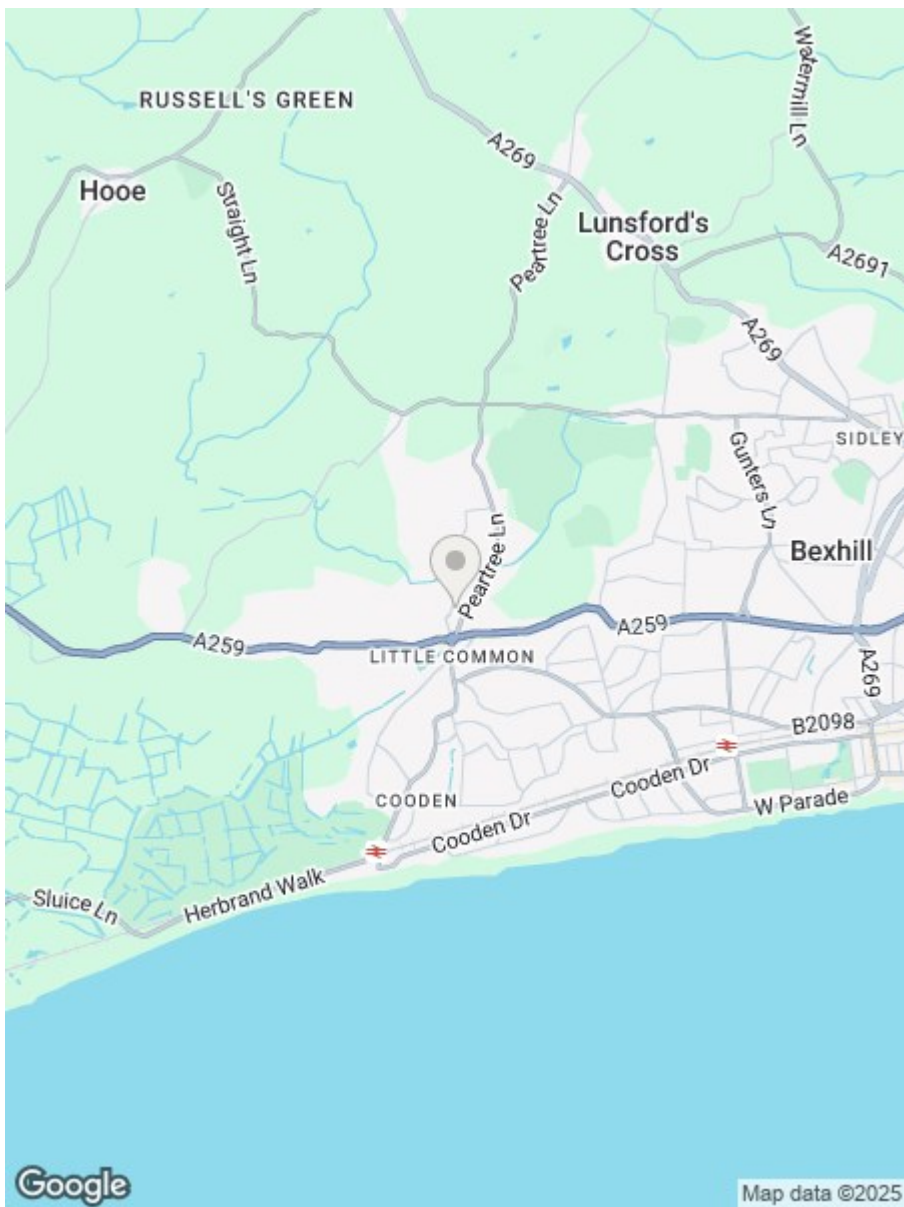 Watermill Ln
RUSSELL'S GREEN
A269
Hooe
Straight Ln
Peartree Ln
Lunsford's
Cross
A2691
A269
SIDLEY
Gunters Ln
Bexhill
Peartree Ln
A259
A259
LITTLE COMMON
A269
B2098
Cooden Dr
COODEN
W Parade
Cooden Dr
Herbrand Walk
Sluice Ln
Google
Map data ©2025